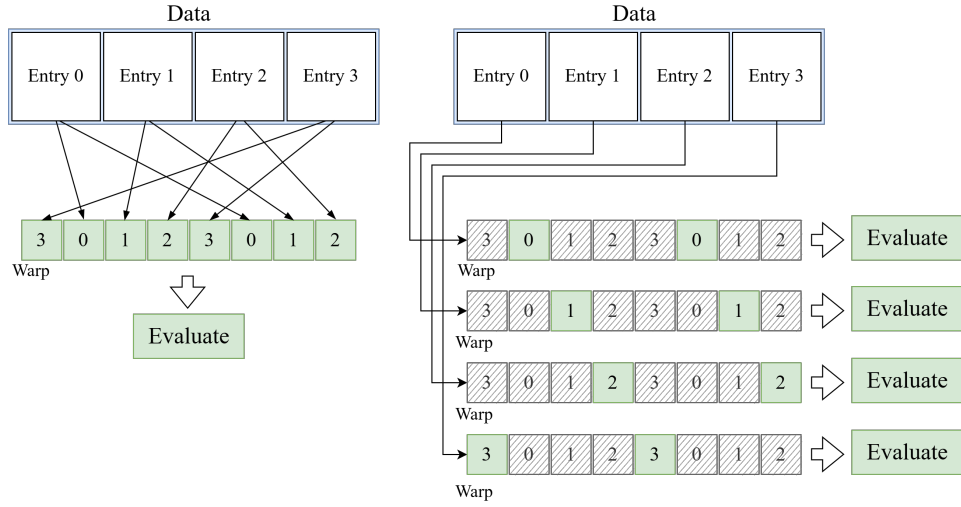 Data
Entry 0 Entry 1 Entry 2 Entry 3
3 0 1 2 3 0 1 2
Warp
Evaluate
Data
Entry 0 Entry 1 Entry 2 Entry 3
3 0 1 2 3 0 1 2 Evaluate
Warp
3 0 1 2 3 0 1 2 Evaluate
Warp
3 0 1 2 3 0 1 2 Evaluate
Warp
3 0 1 2 3 0 1 2 Evaluate
Warp